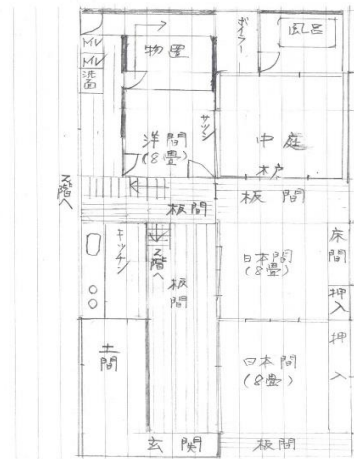 物置
ボイラー
風呂
洗面
洋間
(8畳)
サッシ
中庭
木戸
2階へ
板間
板間
キッチン
2階へ
板間
日本間
(8畳)
床間
押入
土間
日本間
(8畳)
押入
玄関
板間